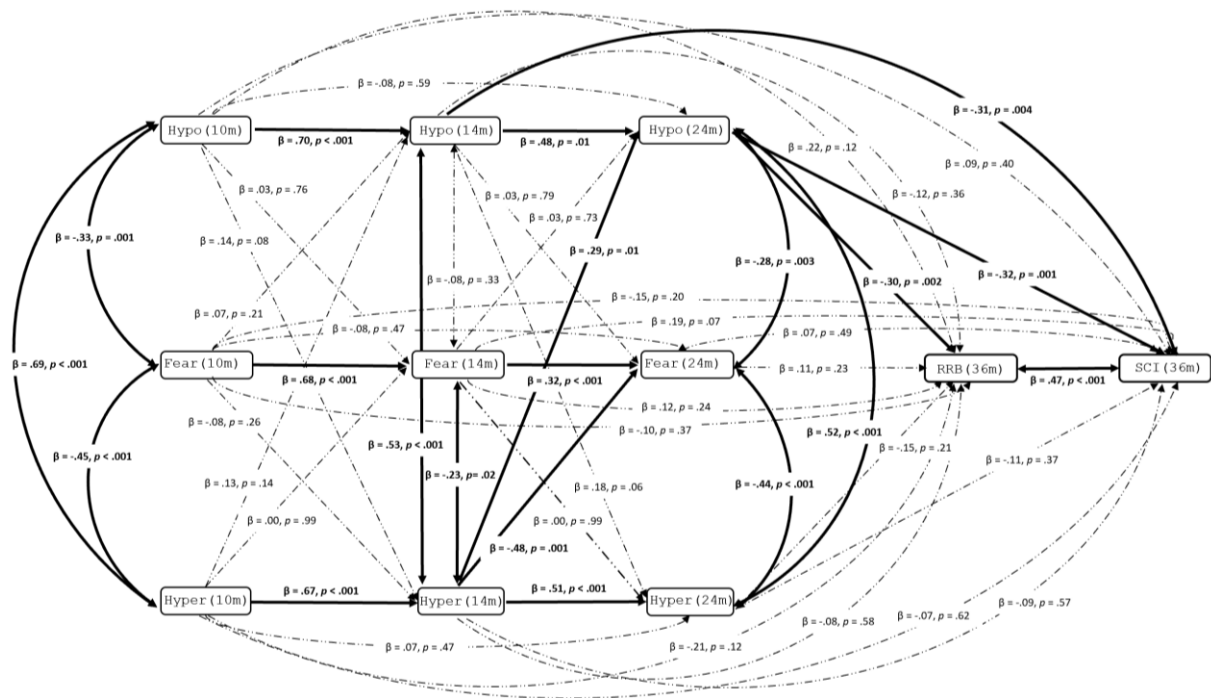 β = -.08, p = .59
β = -.31, p = .004
Hypo(10m)
Hypo(14m)
Hypo(24m)
β = .70, p < .001
β = .48, p = .01
β = .22, p = .12
β = .09, p = .40
β = .03, p = .76
β = .03, p = .79
β = -.12, p = .36
β = .03, p = .73
β = -.33, p = .001
β = .14, p = .08
β = .29, p = .01
β = -.28, p = .003
β = -.30, p = .002
β = -.32, p = .001
β = -.08, p = .33
β = -.15, p = .20
β = .07, p = .21
β = -.08, p = .47
β = .19, p = .07
β = .07, p = .49
β = .69, p < .001
Fear(10m)
Fear(14m)
Fear(24m)
RRB(36m)
SCI(36m)
β = .68, p < .001
β = .32, p < .001
β = .11, p = .23
β = .47, p < .001
β = .12, p = .24
β = -.10, p = .37
β = -.08, p = .26
β = .53, p < .001
β = .52, p < .001
β = -.45, p < .001
β = -.23, p = .02
β = -.15, p = .21
β = -.11, p = .37
β = .13, p = .14
β = .18, p = .06
β = -.44, p < .001
β = .00, p = .99
β = .00, p = .99
β = -.48, p = .001
Hyper(10m)
Hyper(14m)
Hyper(24m)
β = .67, p < .001
β = .51, p < .001
β = -.09, p = .57
β = -.07, p = .62
β = -.08, p = .58
β = .07, p = .47
β = -.21, p = .12